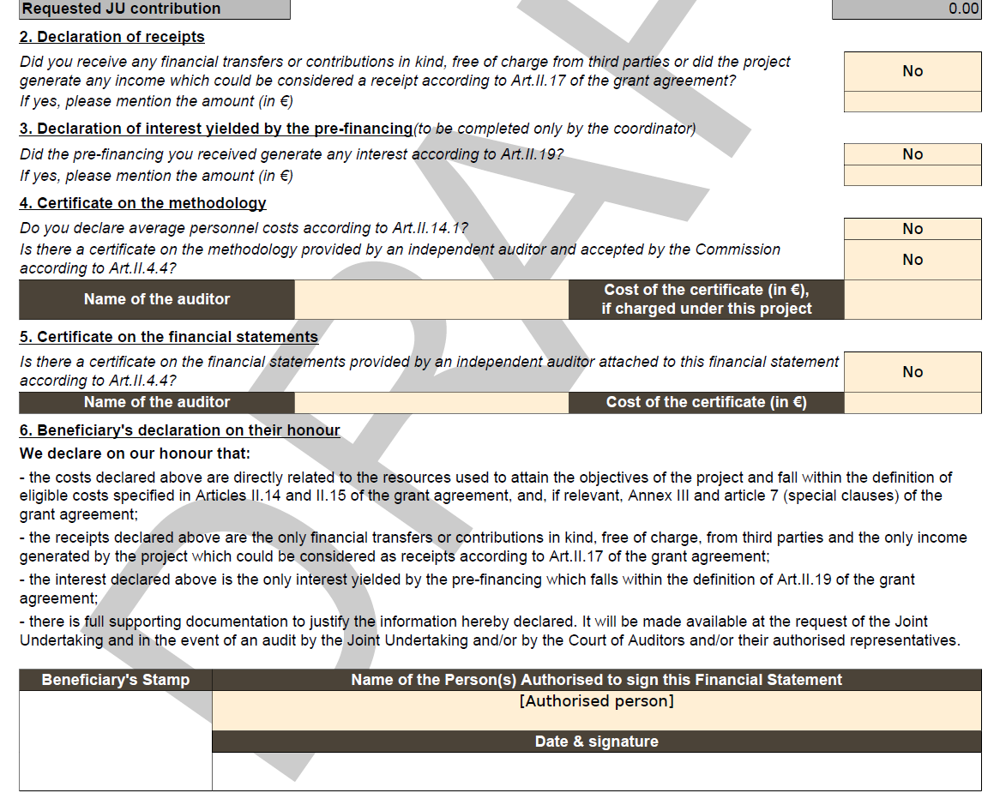 Requested JU contribution 0.00
2. Declaration of receipts
Did you receive any financial transfers or contributions in kind, free of charge from third parties or did the project
generate any income which could be considered a receipt according to Art.II.17 of the grant agreement?
No
If yes, please mention the amount (in €)
3. Declaration of interest yielded by the pre-financing(to be completed only by the coordinator)
Did the pre-financing you received generate any interest according to Art.II.19? No
If yes, please mention the amount (in €)
4. Certificate on the methodology
Do you declare average personnel costs according to Art.II.14.1? No
Is there a certificate on the methodology provided by an independent auditor and accepted by the Commission
according to Art.II.4.4?
No
Name of the auditor
Cost of the certificate (in €),
if charged under this project
5. Certificate on the financial statements
Is there a certificate on the financial statements provided by an independent auditor attached to this financial statement
according to Art.II.4.4?
No
Name of the auditor Cost of the certificate (in €)
6. Beneficiary's declaration on their honour
We declare on our honour that:
- the costs declared above are directly related to the resources used to attain the objectives of the project and fall within the definition of
eligible costs specified in Articles II.14 and II.15 of the grant agreement, and, if relevant, Annex III and article 7 (special clauses) of the
grant agreement;
- the receipts declared above are the only financial transfers or contributions in kind, free of charge, from third parties and the only income
generated by the project which could be considered as receipts according to Art.II.17 of the grant agreement;
- the interest declared above is the only interest yielded by the pre-financing which falls within the definition of Art.II.19 of the grant
agreement;
- there is full supporting documentation to justify the information hereby declared. It will be made available at the request of the Joint
Undertaking and in the event of an audit by the Joint Undertaking and/or by the Court of Auditors and/or their authorised representatives.
Beneficiary's Stamp Name of the Person(s) Authorised to sign this Financial Statement
[Authorised person]
Date & signature
DRA